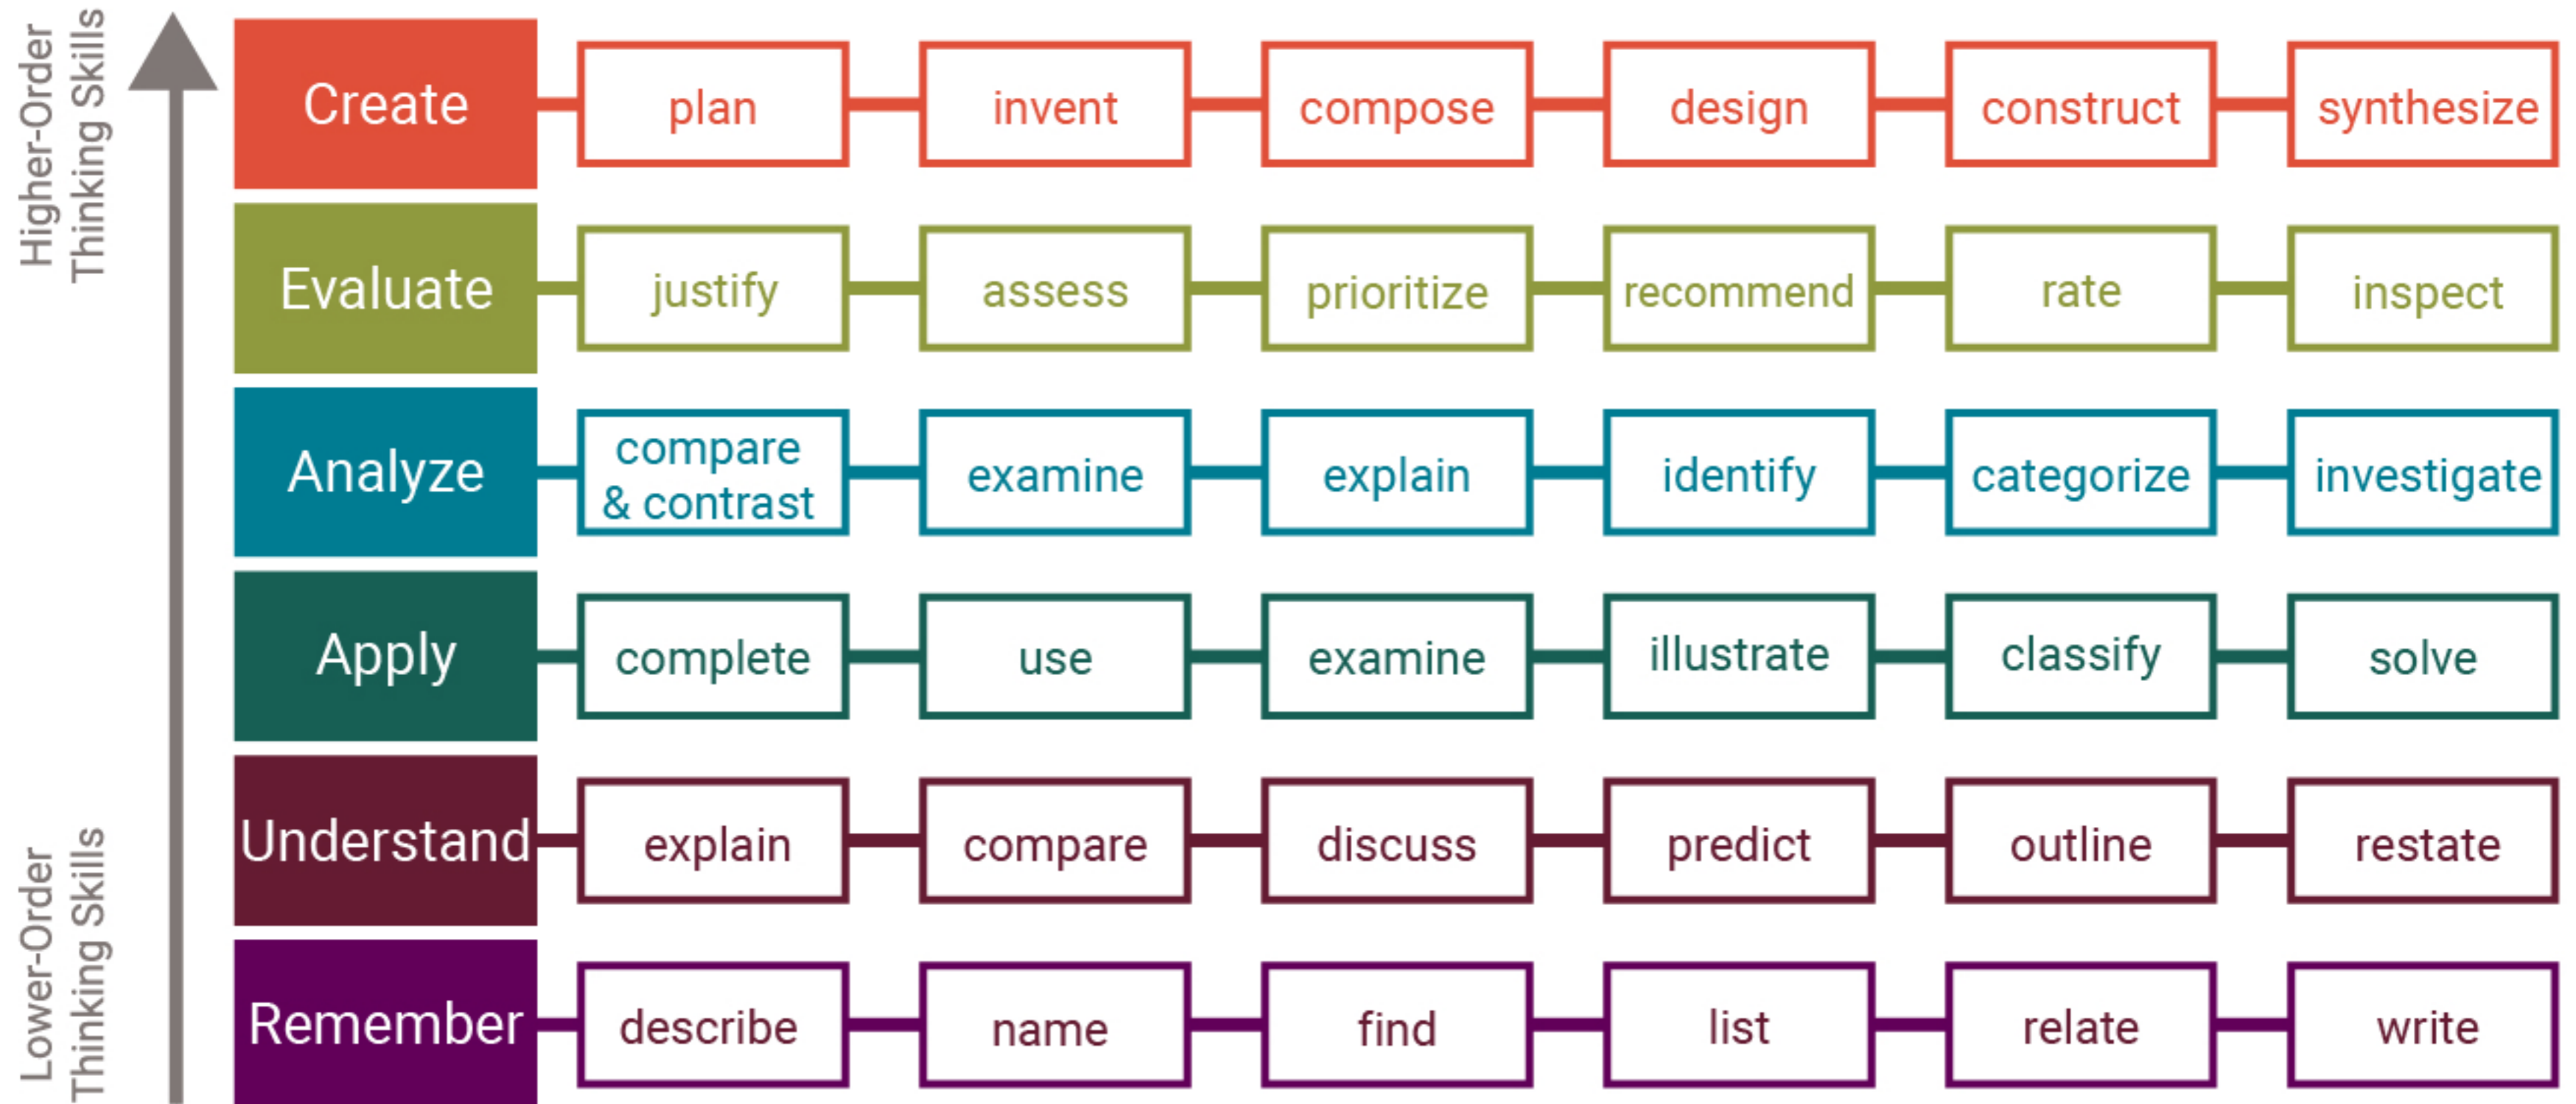 Higher-Order
Thinking Skills
Create
plan
invent
compose
design
construct
synthesize
Evaluate
justify
assess
prioritize
recommend
rate
inspect
Analyze
compare
& contrast
examine
explain
identify
categorize
investigate
Apply
complete
use
examine
illustrate
classify
solve
Lower-Order
Thinking Skills
Understand
explain
compare
discuss
predict
outline
restate
Remember
describe
name
find
list
relate
write